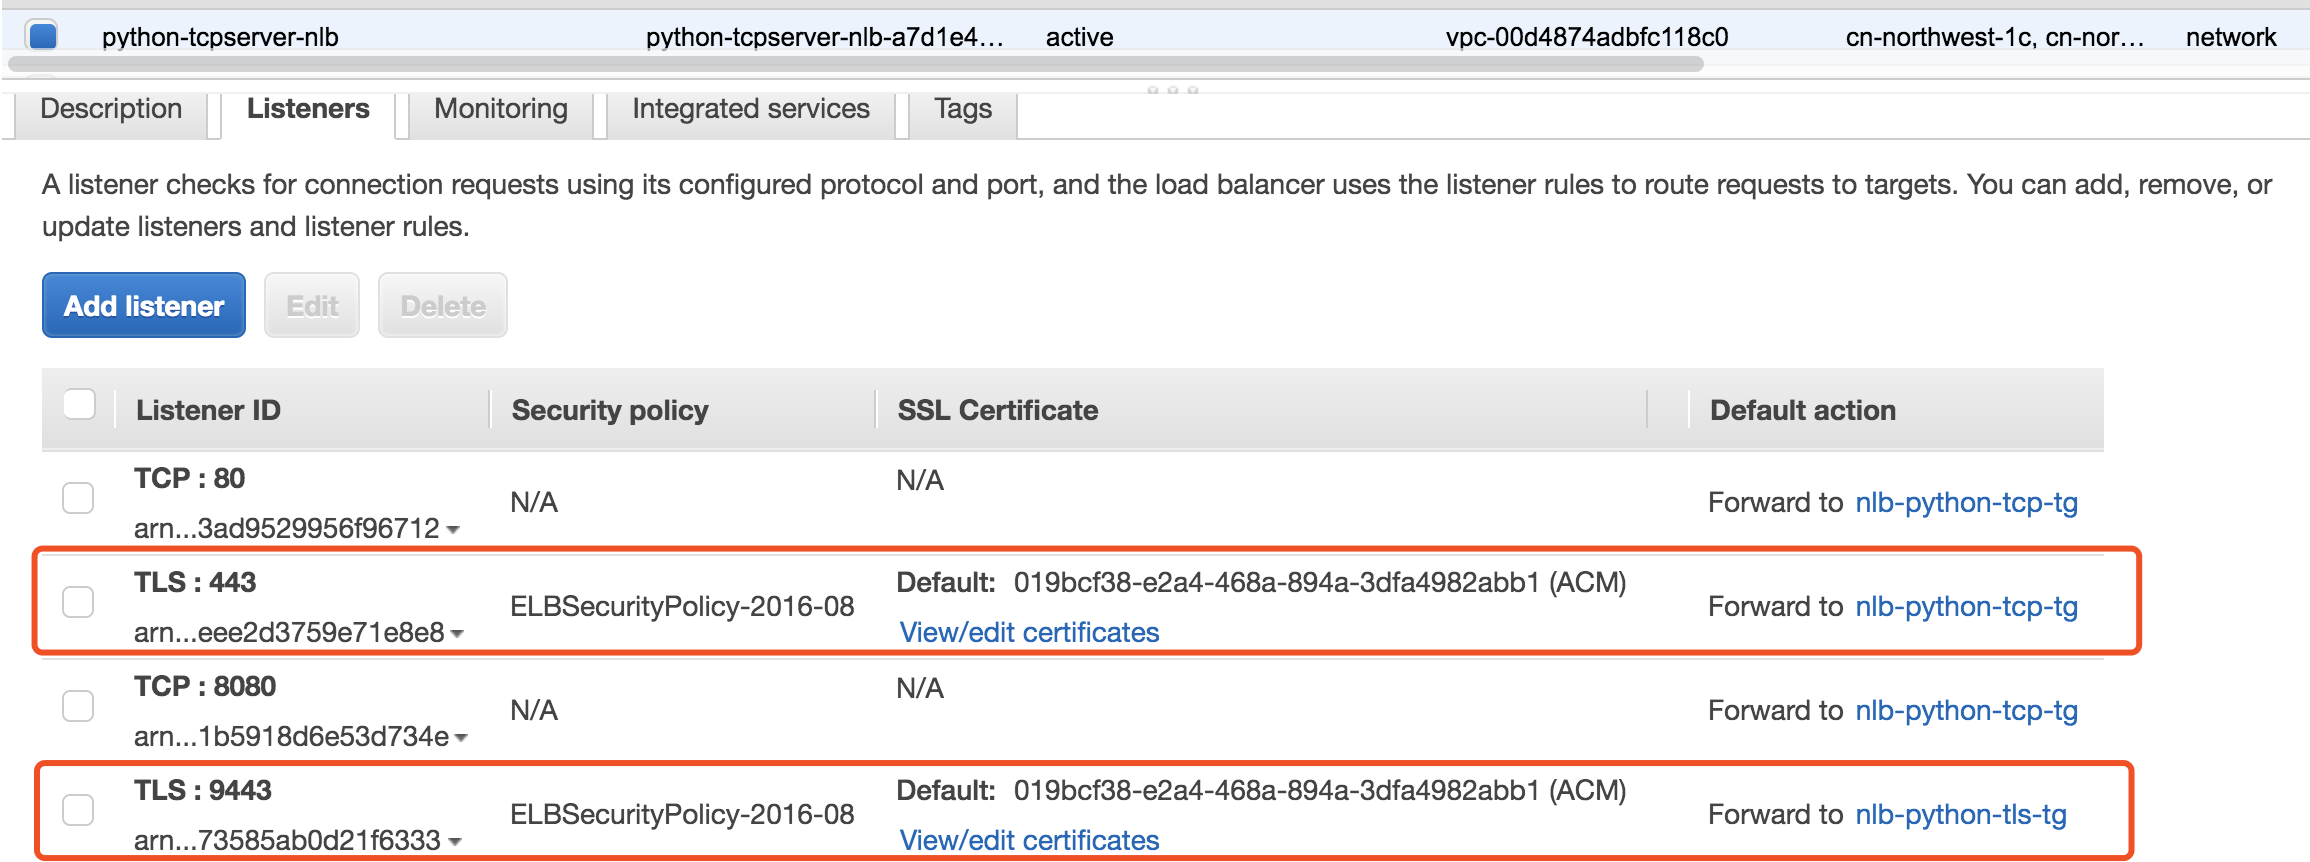 python-tcpserver-nlb python-tcpserver-nlb-a7d1e4... active vpc-00d4874adbfc118c0 cn-northwest-1c, cn-nor... network
Description Listeners Monitoring Integrated services Tags
A listener checks for connection requests using its configured protocol and port, and the load balancer uses the listener rules to route requests to targets. You can add, remove, or
update listeners and listener rules.
Add listener Edit Delete
Listener ID Security policy SSL Certificate Default action
TCP : 80 N/A
N/A Forward to nlb-python-tcp-tg
arn...3ad9529956f96712
TLS : 443 Default: 019bcf38-e2a4-468a-894a-3dfa4982abb1 (ACM)
ELBSecurityPolicy-2016-08 Forward to nlb-python-tcp-tg
arn...eee2d3759e71e8e8 View/edit certificates
TCP : 8080 N/A
N/A Forward to nlb-python-tcp-tg
arn...1b5918d6e53d734e
TLS : 9443 Default: 019bcf38-e2a4-468a-894a-3dfa4982abb1 (ACM)
ELBSecurityPolicy-2016-08 Forward to nlb-python-tls-tg
arn...73585ab0d21f6333 View/edit certificates